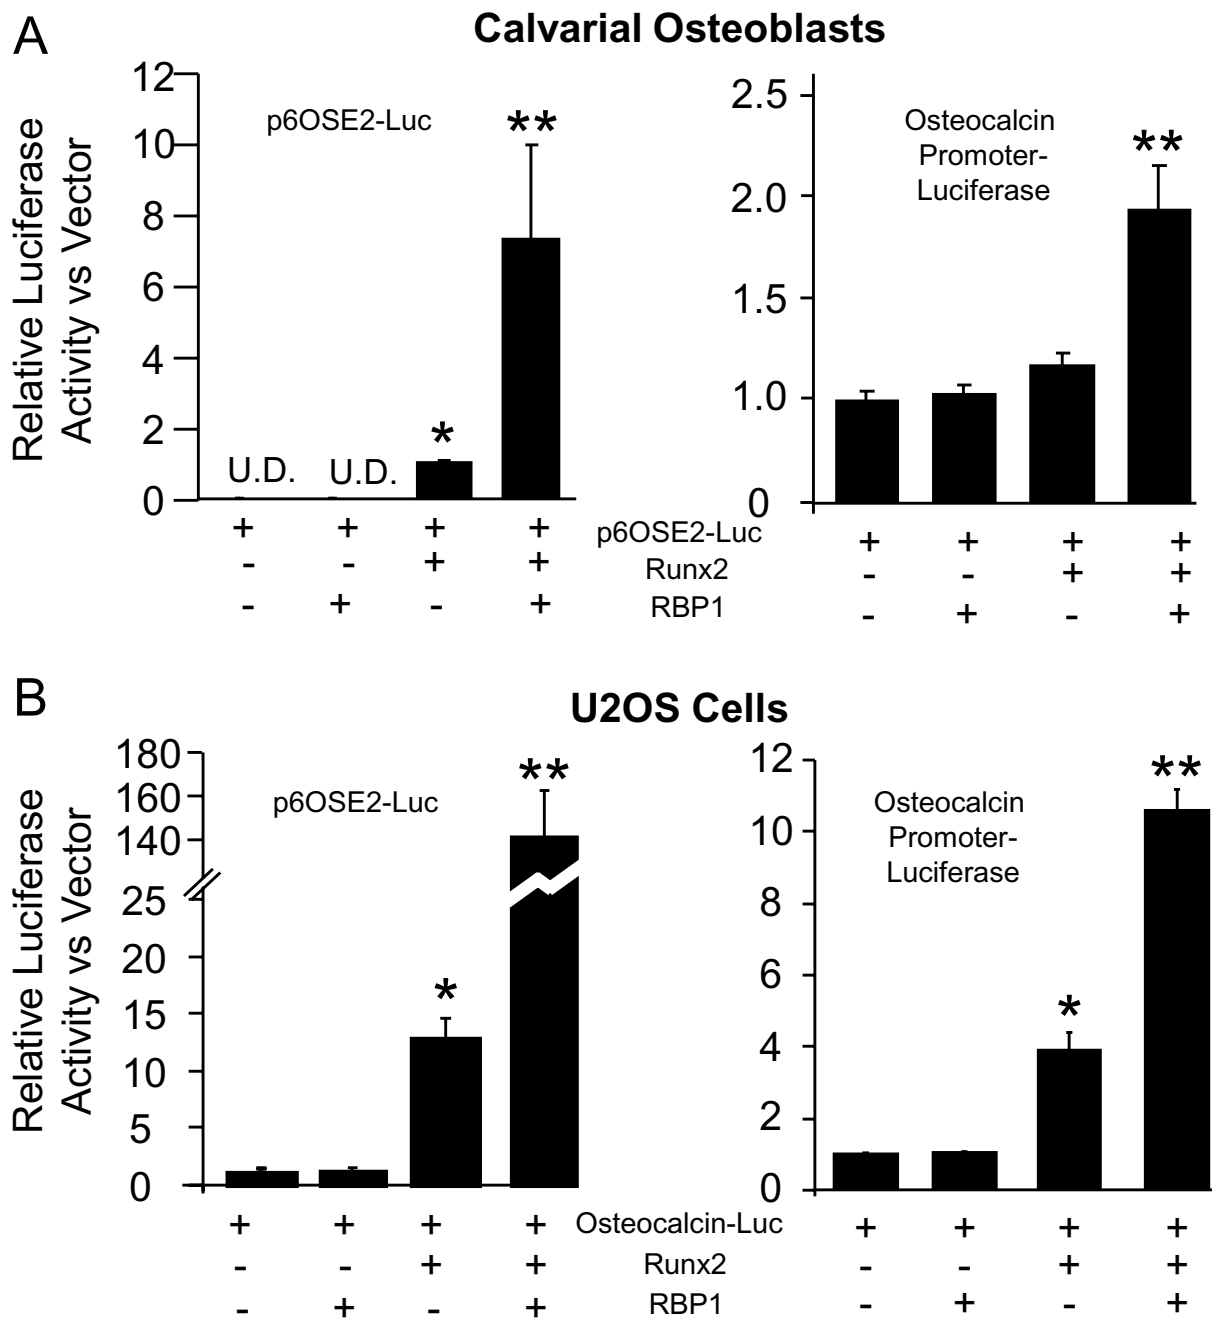 A
Calvarial Osteoblasts
Relative Luciferase
Activity vs Vector
12
10
8
6
4
2
0
p6OSE2-Luc
**
*
U.D. U.D.
2.5
2.0
1.5
1.0
0
Osteocalcin
Promoter-
Luciferase
**
+ + + + p6OSE2-Luc + + + +
- - + + Runx2 - - + +
- + - + RBP1 - + - +
B
U2OS Cells
Relative Luciferase
Activity vs Vector
180
160
140
25
20
15
10
5
0
p6OSE2-Luc
**
*
12
10
8
6
4
2
0
Osteocalcin
Promoter-
Luciferase
**
*
+ + + + Osteocalcin-Luc + + + +
- - + + Runx2 - - + +
- + - + RBP1 - + - +